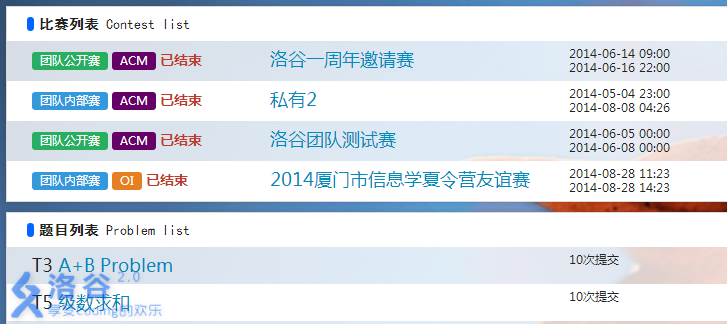 比赛列表 Contest list
团队公开赛 ACM 已结束 洛谷一周年邀请赛 2014-06-14 09:00
2014-06-16 22:00
团队内部赛 ACM 已结束 私有2 2014-05-04 23:00
2014-08-08 04:26
团队公开赛 ACM 已结束 洛谷团队测试赛 2014-06-05 00:00
2014-06-08 00:00
团队内部赛 OI 已结束 2014厦门市信息学夏令营友谊赛 2014-08-28 11:23
2014-08-28 14:23
题目列表 Problem list
T3 A+B Problem 10次提交
洛谷 2.0
T5 级数求和 10次提交
享受coding的欢乐